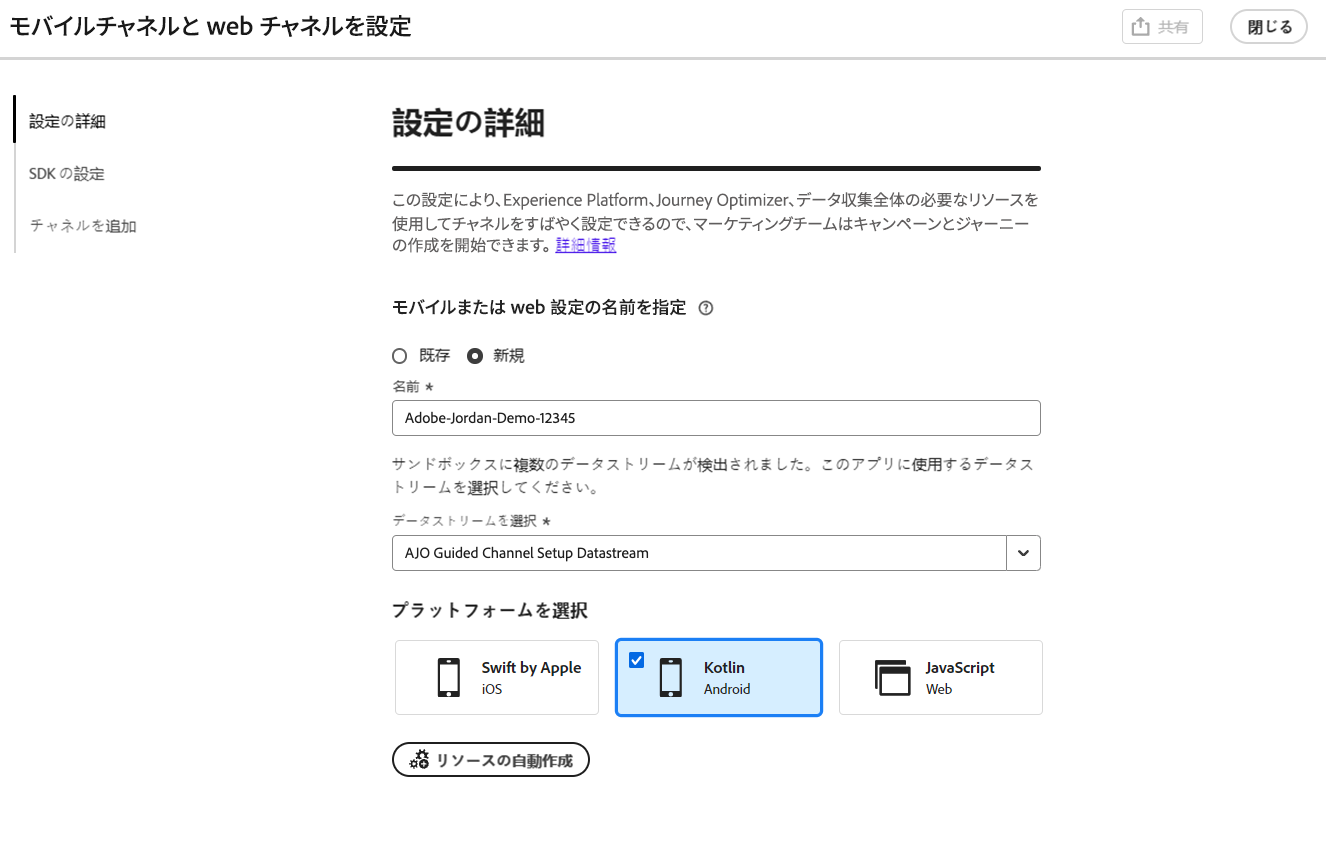 モバイルチャネルと web チャネルを設定
共有
閉じる
設定の詳細
SDK の設定
チャネルを追加
設定の詳細
この設定により、Experience Platform、Journey Optimizer、データ収集全体の必要なリソースを
使用してチャネルをすばやく設定できるので、マーケティングチームはキャンペーンとジャーニー
の作成を開始できます。詳細情報
モバイルまたは web 設定の名前を指定
既存 新規
名前 *
Adobe-Jordan-Demo-12345
サンドボックスに複数のデータストリームが検出されました。このアプリに使用するデータス
トリームを選択してください。
データストリームを選択 *
AJO Guided Channel Setup Datastream
プラットフォームを選択
Swift by Apple
iOS
Kotlin
Android
JavaScript
Web
リソースの自動作成